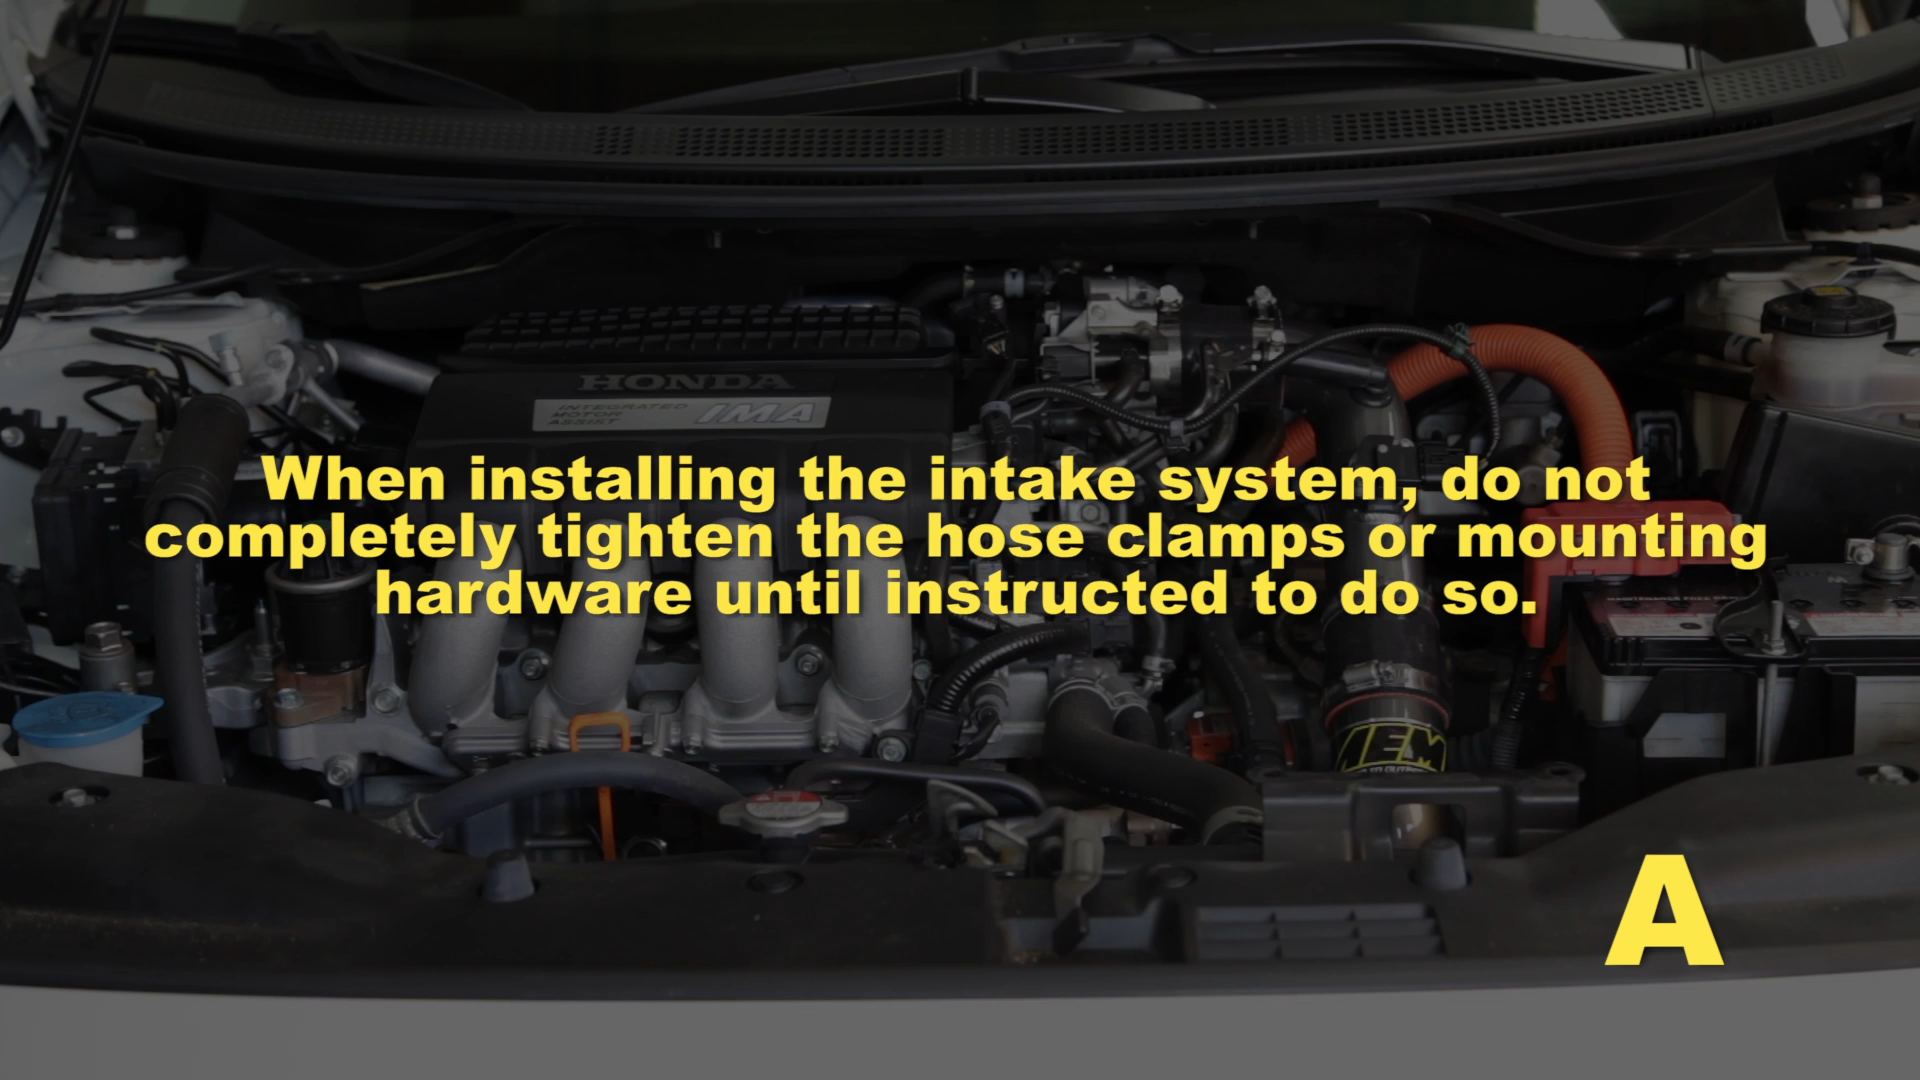 HONDA
INTEGRATED
MOTOR
ASSIST
IMA
When installing the intake system, do not
completely tighten the hose clamps or mounting
hardware until instructed to do so.
AEM
A